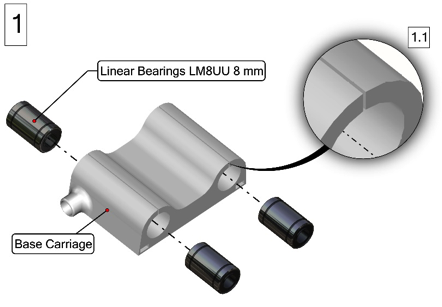 1
1.1
Linear Bearings LM8UU 8 mm
Base Carriage